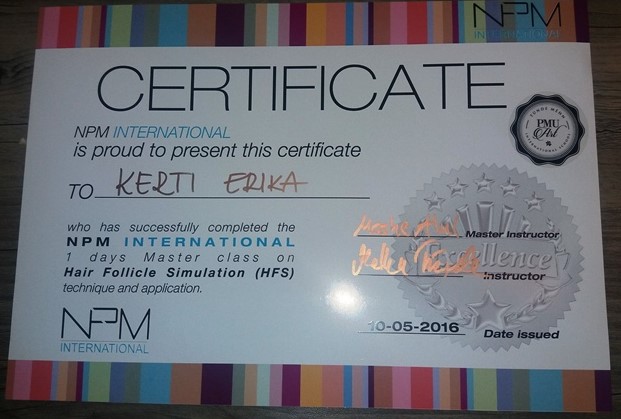 NPM
INTERNATIONAL
CERTIFICATE
NPM INTERNATIONAL
is proud to present this certificate
TO KERTI ERIKA
PMU
Art
who has successfully completed the
NPM INTERNATIONAL
1 days Master class on
Hair Follicle Simulation (HFS)
technique and application.
Master Instructor
Excellence
Instructor
10-05-2016
Date issued
NPM
INTERNATIONAL